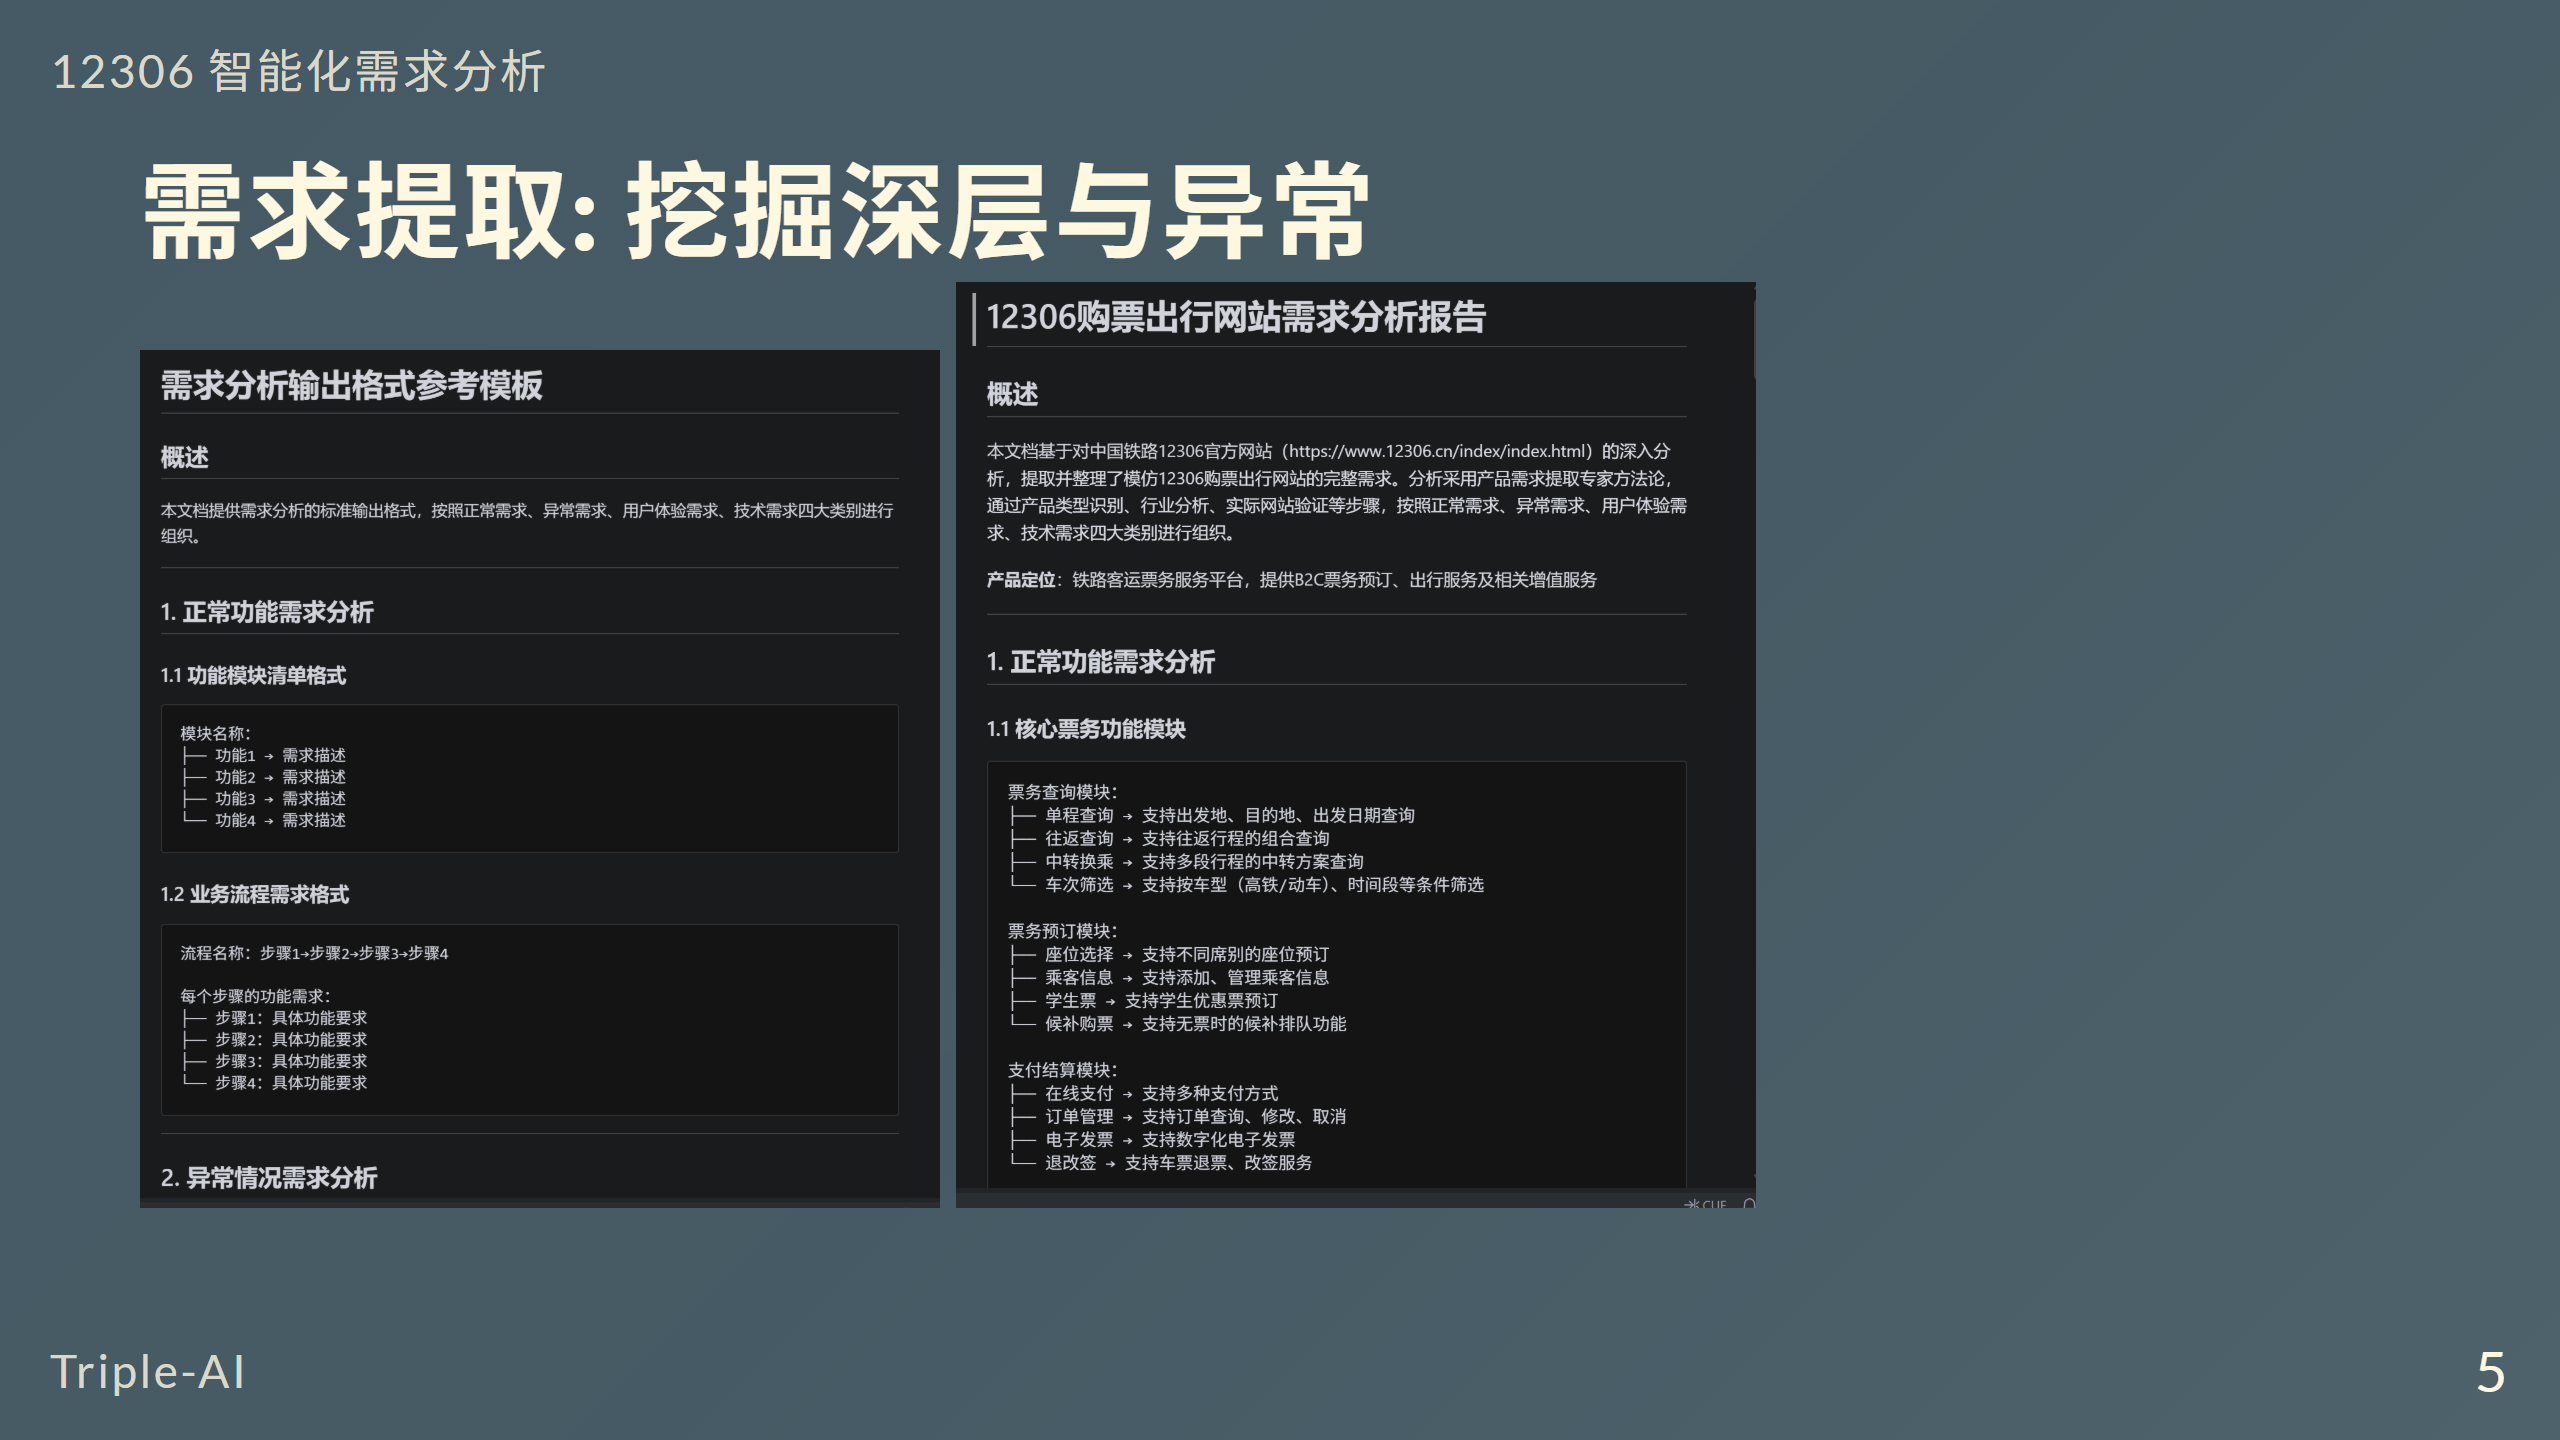 12306 智能化需求分析
需求提取: 挖掘深层与异常
需求分析输出格式参考模板
概述
本文档提供需求分析的标准输出格式，按照正常需求、异常需求、用户体验需求、技术需求四大类别进行
组织。
1. 正常功能需求分析
1.1 功能模块清单格式
模块名称：
├── 功能1 → 需求描述
├── 功能2 → 需求描述
├── 功能3 → 需求描述
└── 功能4 → 需求描述
1.2 业务流程需求格式
流程名称：步骤1→步骤2→步骤3→步骤4
每个步骤的功能需求：
├── 步骤1：具体功能要求
├── 步骤2：具体功能要求
├── 步骤3：具体功能要求
└── 步骤4：具体功能要求
2. 异常情况需求分析
12306购票出行网站需求分析报告
概述
本文档基于对中国铁路12306官方网站（https://www.12306.cn/index/index.html）的深入分
析，提取并整理了模仿12306购票出行网站的完整需求。分析采用产品需求提取专家方法论，
通过产品类型识别、行业分析、实际网站验证等步骤，按照正常需求、异常需求、用户体验需
求、技术需求四大类别进行组织。
产品定位：铁路客运票务服务平台，提供B2C票务预订、出行服务及相关增值服务
1. 正常功能需求分析
1.1 核心票务功能模块
票务查询模块：
├── 单程查询 → 支持出发地、目的地、出发日期查询
├── 往返查询 → 支持往返行程的组合查询
├── 中转换乘 → 支持多段行程的中转方案查询
└── 车次筛选 → 支持按车型（高铁/动车）、时间段等条件筛选
票务预订模块：
├── 座位选择 → 支持不同席别的座位预订
├── 乘客信息 → 支持添加、管理乘客信息
├── 学生票 → 支持学生优惠票预订
└── 候补购票 → 支持无票时的候补排队功能
支付结算模块：
├── 在线支付 → 支持多种支付方式
├── 订单管理 → 支持订单查询、修改、取消
├── 电子发票 → 支持数字化电子发票
└── 退改签 → 支持车票退票、改签服务
Triple-AI
5